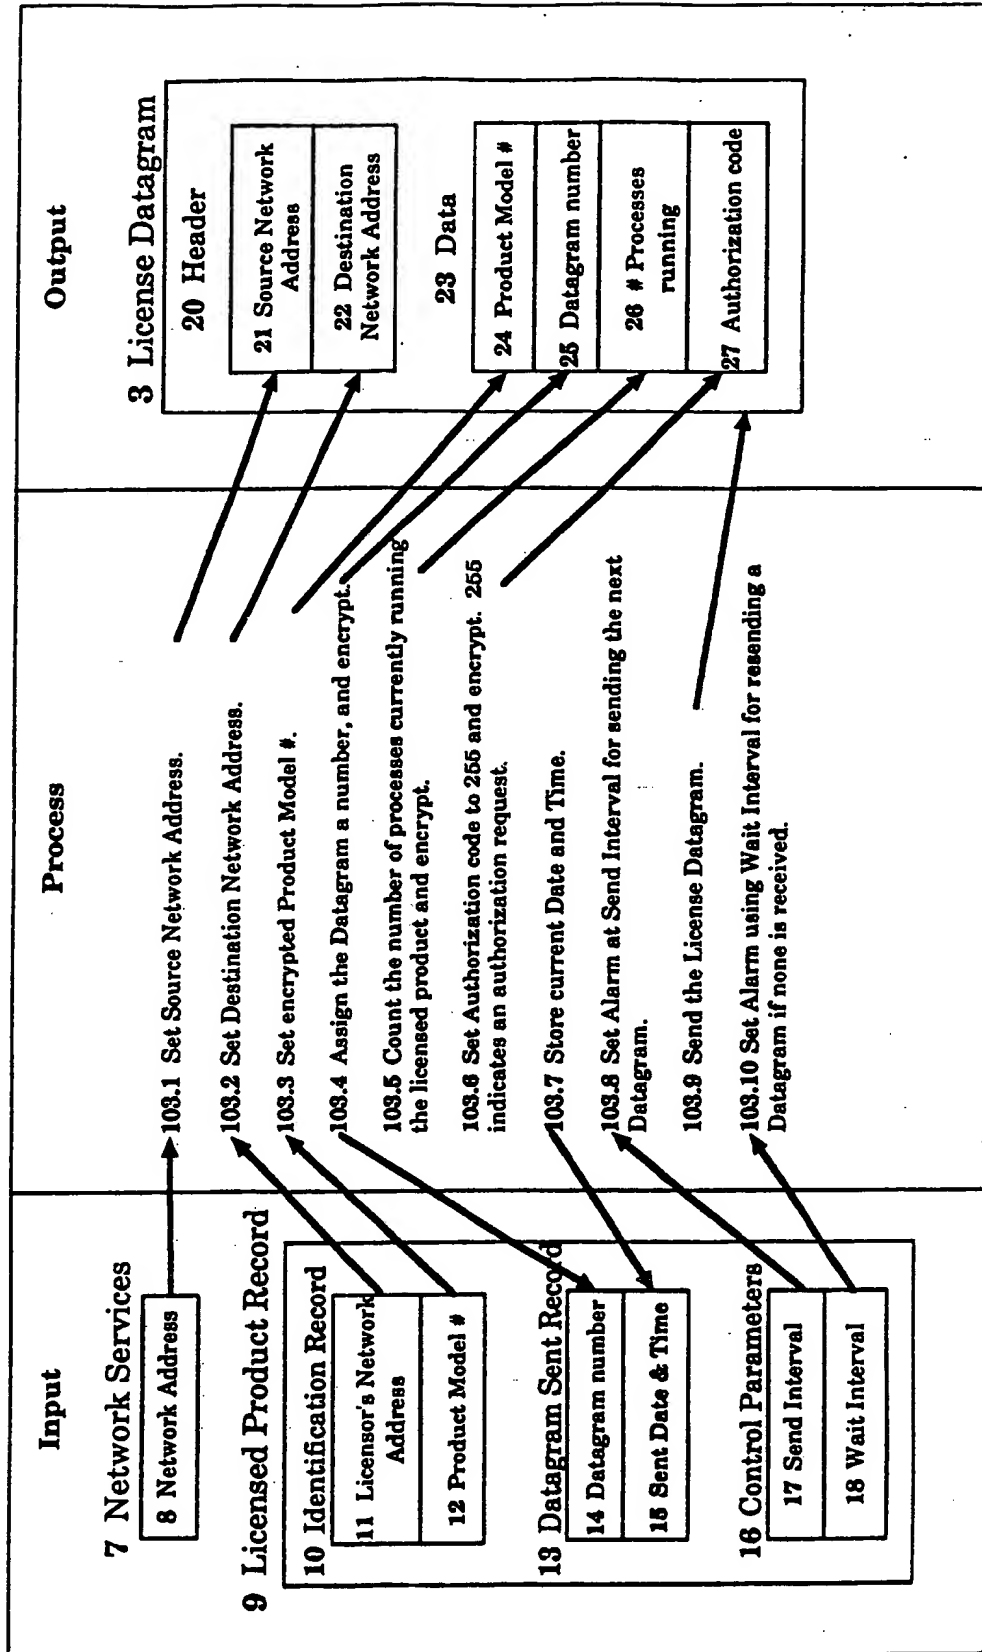 Input
7 Network Services
8 Network Address
9 Licensed Product Record
10 Identification Record
11 Licensor's Network
Address
12 Product Model #
13 Datagram Sent Record
14 Datagram number
15 Sent Date & Time
16 Control Parameters
17 Send Interval
18 Wait Interval
Process
103.1 Set Source Network Address.
103.2 Set Destination Network Address.
103.3 Set encrypted Product Model #.
103.4 Assign the Datagram a number, and encrypt.
103.5 Count the number of processes currently running
the licensed product and encrypt.
103.6 Set Authorization code to 255 and encrypt. 255
indicates an authorization request.
103.7 Store current Date and Time.
103.8 Set Alarm at Send Interval for sending the next
Datagram.
103.9 Send the License Datagram.
103.10 Set Alarm using Wait Interval for resending a
Datagram if none is received.
Output
3 License Datagram
20 Header
21 Source Network
Address
22 Destination
Network Address
23 Data
24 Product Model #
25 Datagram number
26 # Processes
running
27 Authorization code